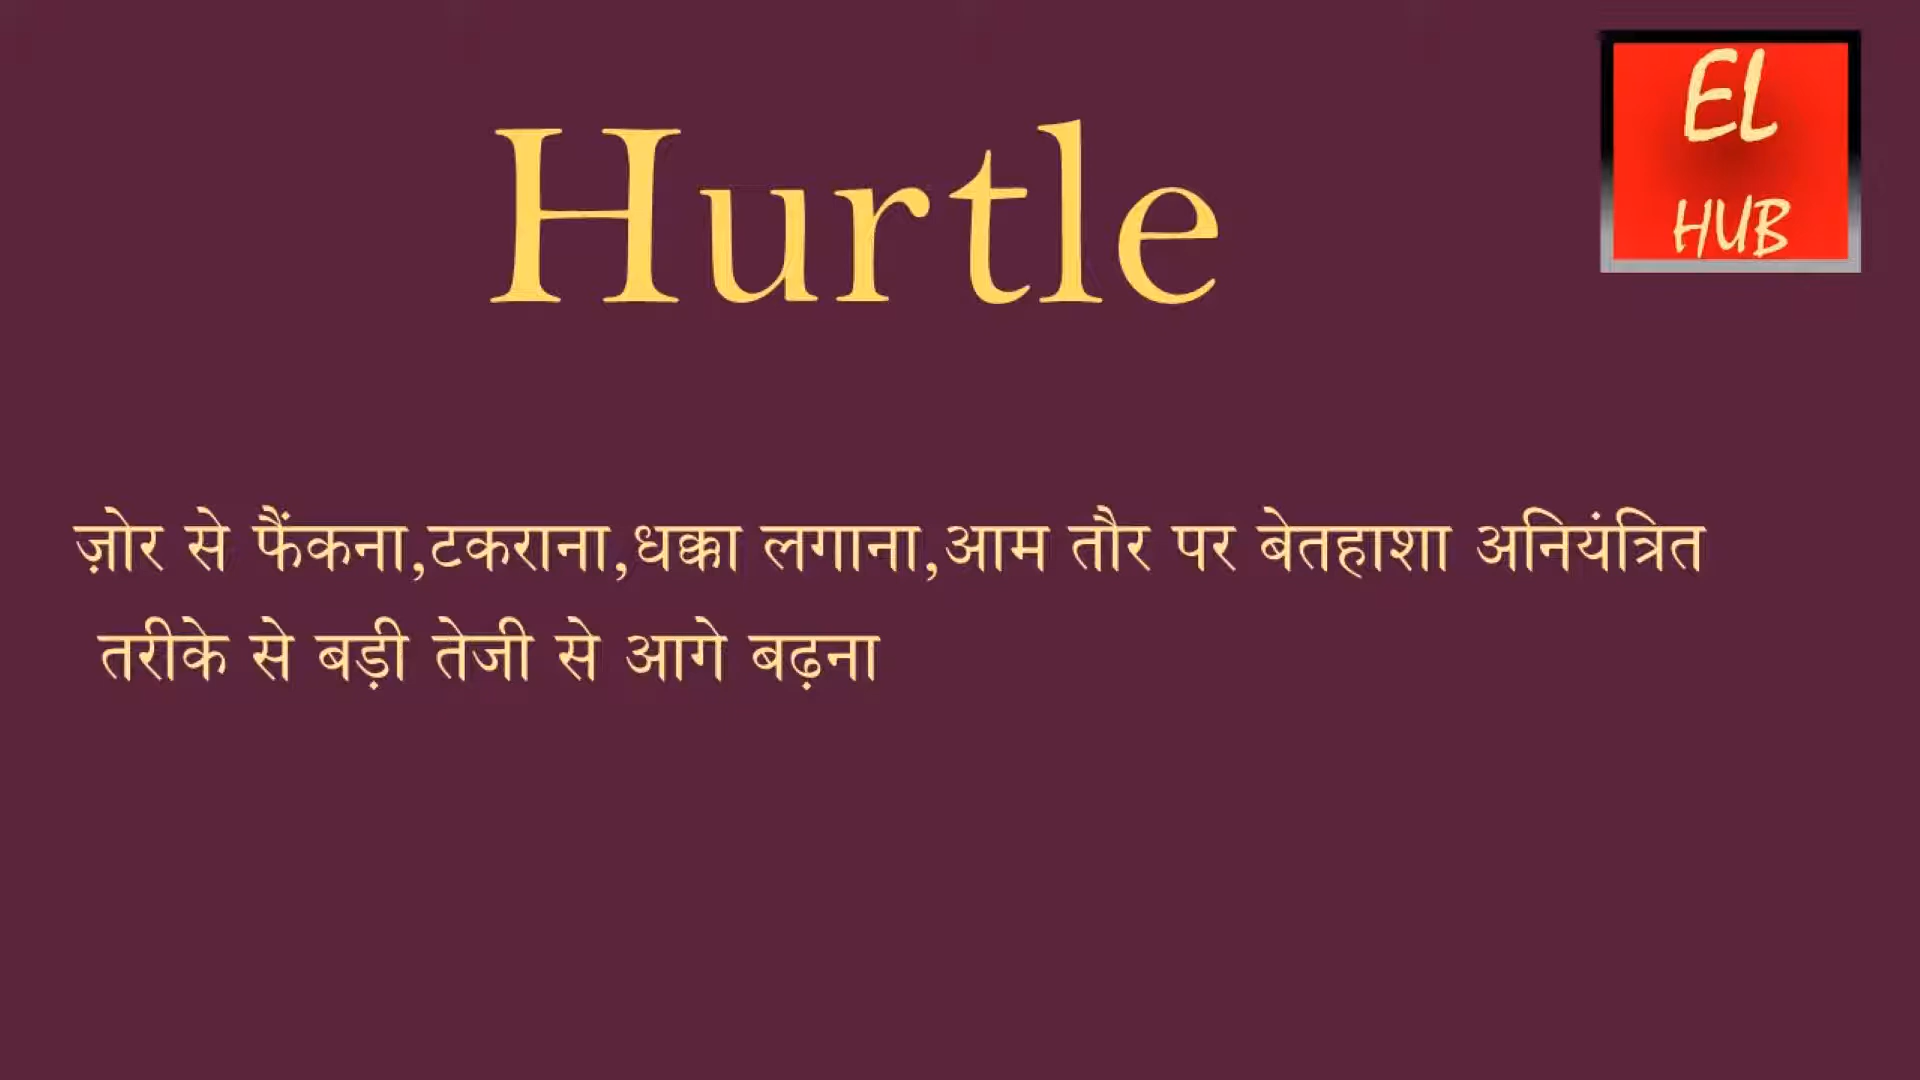 EL
HUB
Hurtle
ज़ोर से फैंकना,टकराना,धक्का लगाना,आम तौर पर बेतहाशा अनियंत्रित
तरीके से बड़ी तेजी से आगे बढ़ना